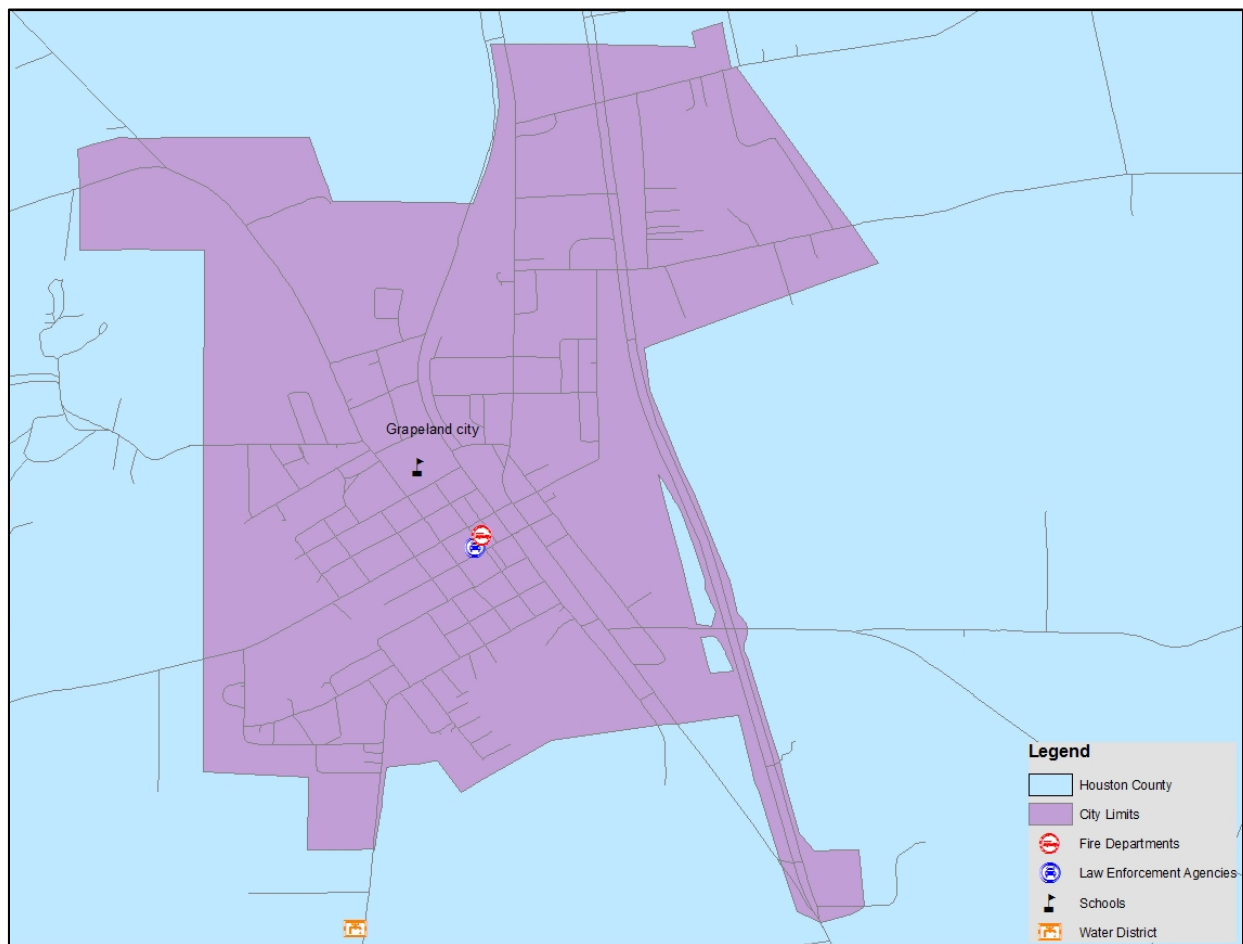 Grapeland city
Legend
Houston County
City Limits
Fire Departments
Law Enforcement Agencies
Schools
Water District